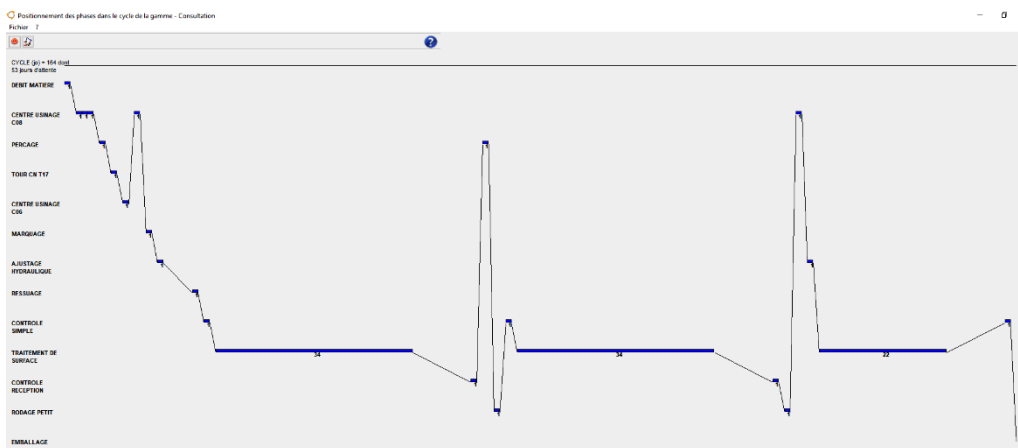 Positionnement des phases dans le cycle de la gamme - Consultation
Fichier ?
CYCLE (jo) = 164 dont
53 jours d'attente
DEBIT MATIERE
CENTRE USINAGE
C98
PERCAGE
TOUR CN T17
CENTRE USINAGE
C06
MARQUAGE
AJUSTAGE
HYDRAULIQUE
RESSUAGE
CONTROLE
SIMPLE
TRAITEMENT DE
SURFACE
34
34
22
CONTROLE
RECEPTION
RODAGE PETIT
EMBALLAGE